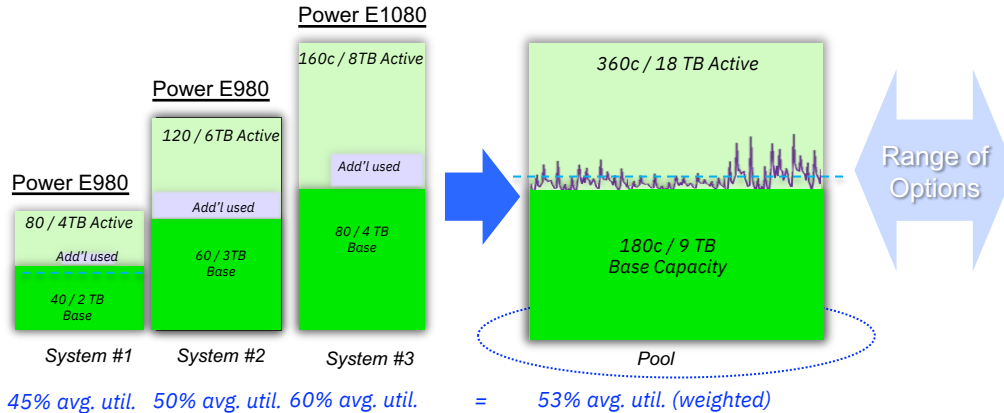 Power E1080
160c / 8TB Active
Add'l used
80 / 4 TB
Base
System #3
Power E980
120 / 6TB Active
Add'l used
60 / 3TB
Base
System #2
Power E980
80 / 4TB Active
Add'l used
40 / 2 TB
Base
System #1
360c / 18 TB Active
180c / 9 TB
Base Capacity
Pool
Range of
Options
45% avg. util. 50% avg. util. 60% avg. util. = 53% avg. util. (weighted)